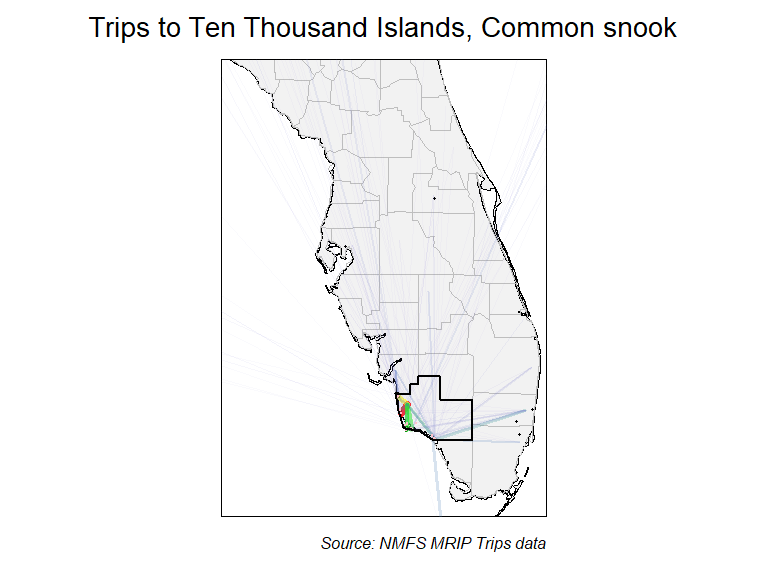 Trips to Ten Thousand Islands, Common snook
Source: NMFS MRIP Trips data